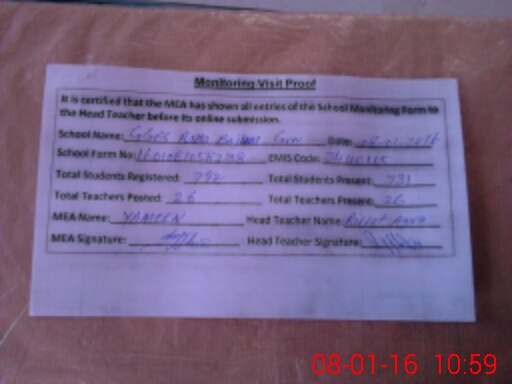 Monitoring Visit Proof
It is certified that the MEA has shown all entries of the School Monitoring Form to
the Head Teacher before its online submission.
School Name: Date:
School Form No: EMIS Code:
Total Students Registered: 792 Total Students Present: 731
Total Teachers Posted: 26 Total Teachers Present: 26
MEA Name: YAMEEN Head Teacher Name:
MEA Signature: Head Teacher Signature:
08-01-16 10:59